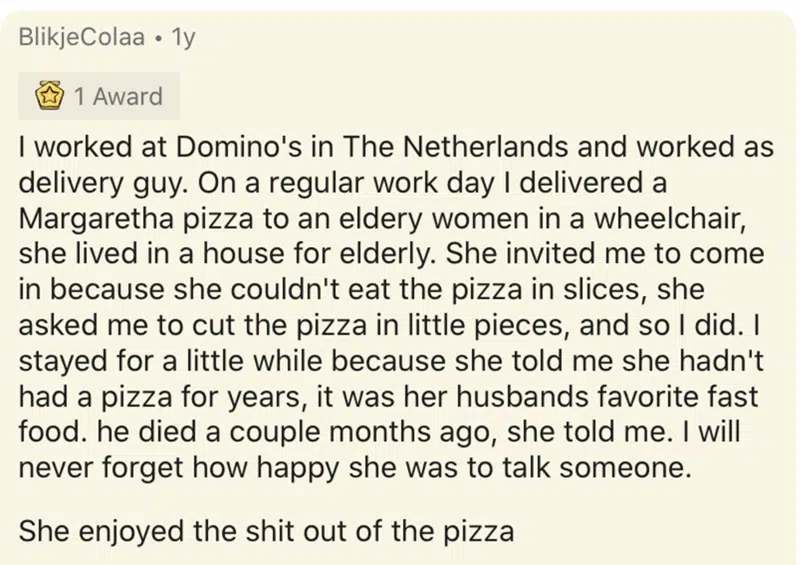 BlikjeColaa • 1y
1 Award
I worked at Domino's in The Netherlands and worked as
delivery guy. On a regular work day I delivered a
Margaretha pizza to an eldery women in a wheelchair,
she lived in a house for elderly. She invited me to come
in because she couldn't eat the pizza in slices, she
asked me to cut the pizza in little pieces, and so I did. I
stayed for a little while because she told me she hadn't
had a pizza for years, it was her husbands favorite fast
food. he died a couple months ago, she told me. I will
never forget how happy she was to talk someone.
She enjoyed the shit out of the pizza